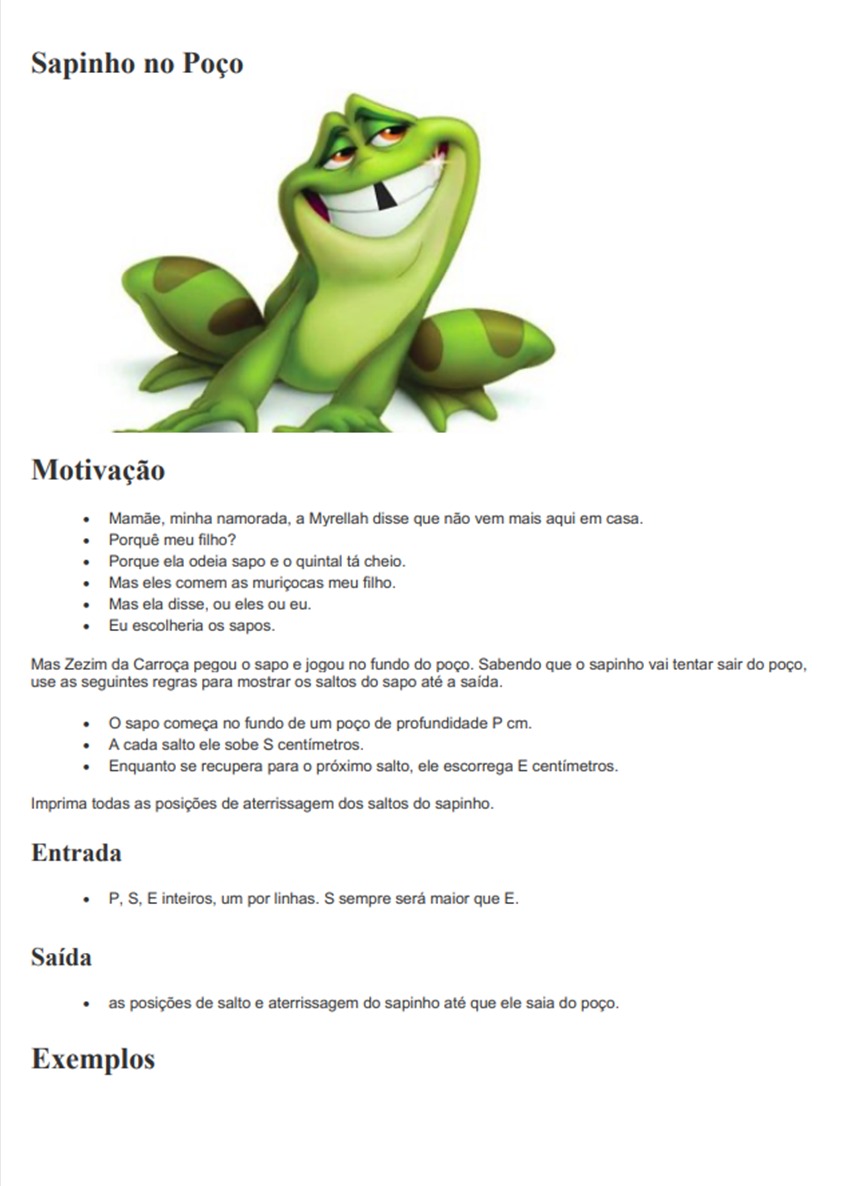 Sapinho no Poço
Motivação
• Mamãe, minha namorada, a Myrellah disse que não vem mais aqui em casa.
• Porquê meu filho?
• Porque ela odeia sapo e o quintal tá cheio.
• Mas eles comem as muriçocas meu filho.
• Mas ela disse, ou eles ou eu.
• Eu escolheria os sapos.
Mas Zezim da Carroça pegou o sapo e jogou no fundo do poço. Sabendo que o sapinho vai tentar sair do poço,
use as seguintes regras para mostrar os saltos do sapo até a saída.
• O sapo começa no fundo de um poço de profundidade P cm.
• A cada salto ele sobe S centímetros.
• Enquanto se recupera para o próximo salto, ele escorrega E centímetros.
Imprima todas as posições de aterrissagem dos saltos do sapinho.
Entrada
• P, S, E inteiros, um por linhas. S sempre será maior que E.
Saída
• as posições de salto e aterrissagem do sapinho até que ele saia do poço.
Exemplos